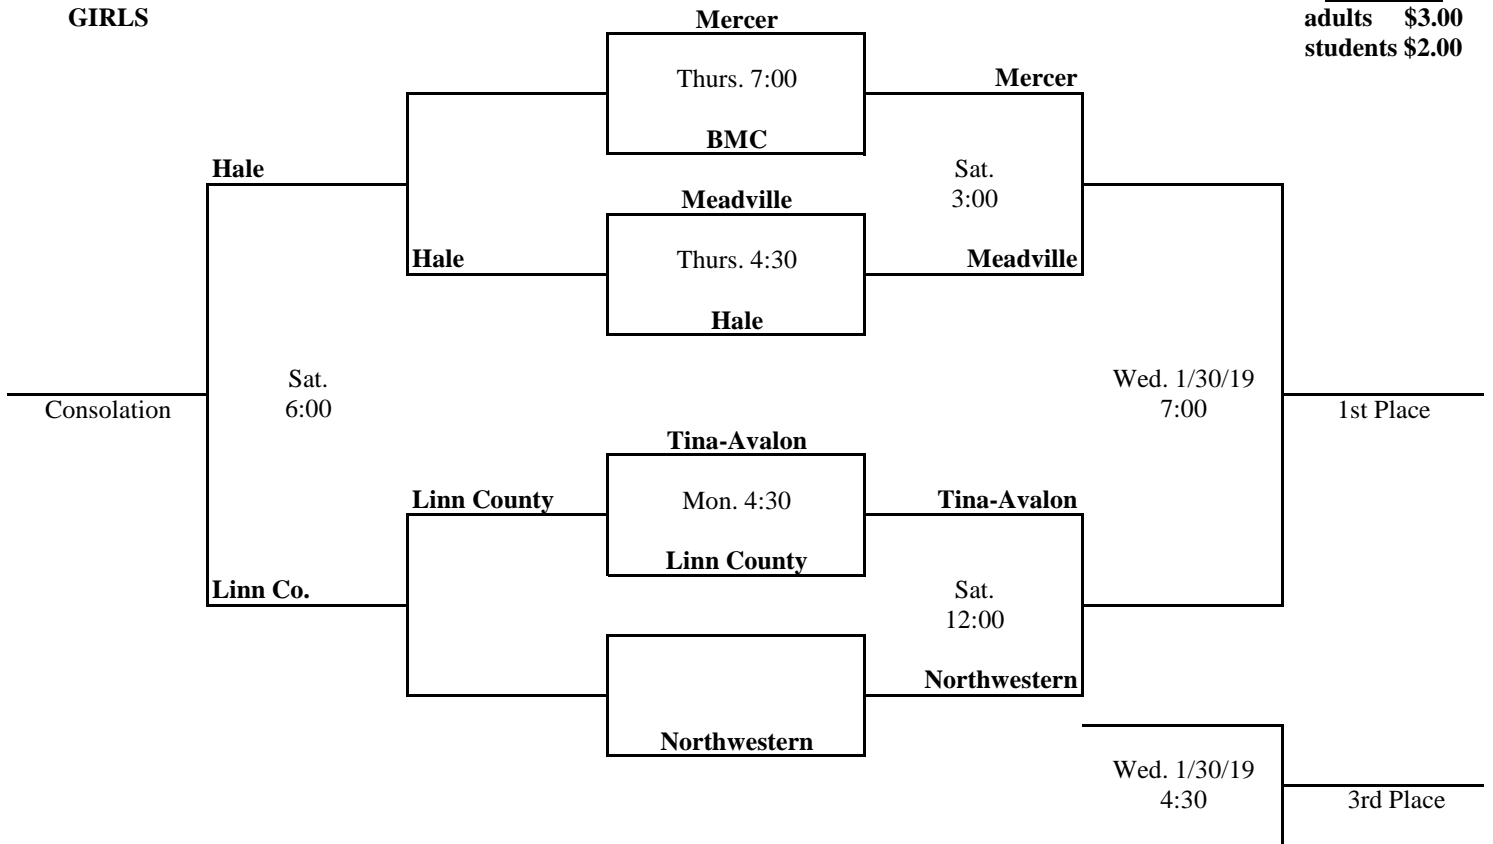 GIRLS
adults $3.00
students $2.00
Mercer
Thurs. 7:00
BMC
Mercer
Hale
Sat.
3:00
Meadville
Thurs. 4:30
Hale
Hale
Meadville
Sat.
6:00
Consolation
Wed. 1/30/19
7:00
1st Place
Tina-Avalon
Mon. 4:30
Linn County
Linn County
Tina-Avalon
Linn Co.
Sat.
12:00
Northwestern
Northwestern
Wed. 1/30/19
4:30
3rd Place